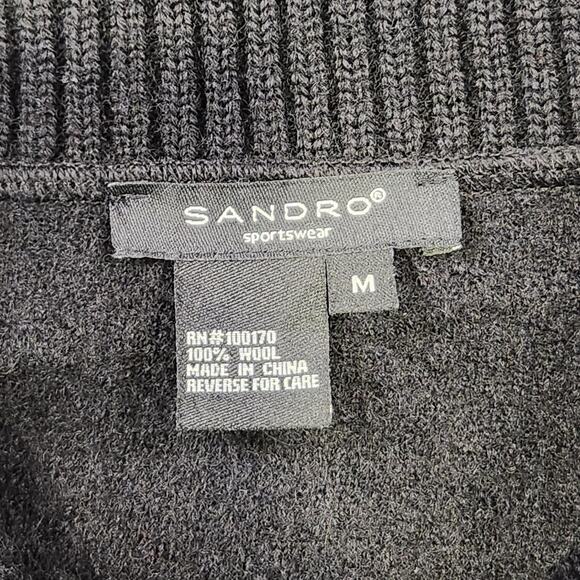 SANDRO®
sportswear
M
RN#100170
100% WOOL
MADE IN CHINA
REVERSE FOR CARE